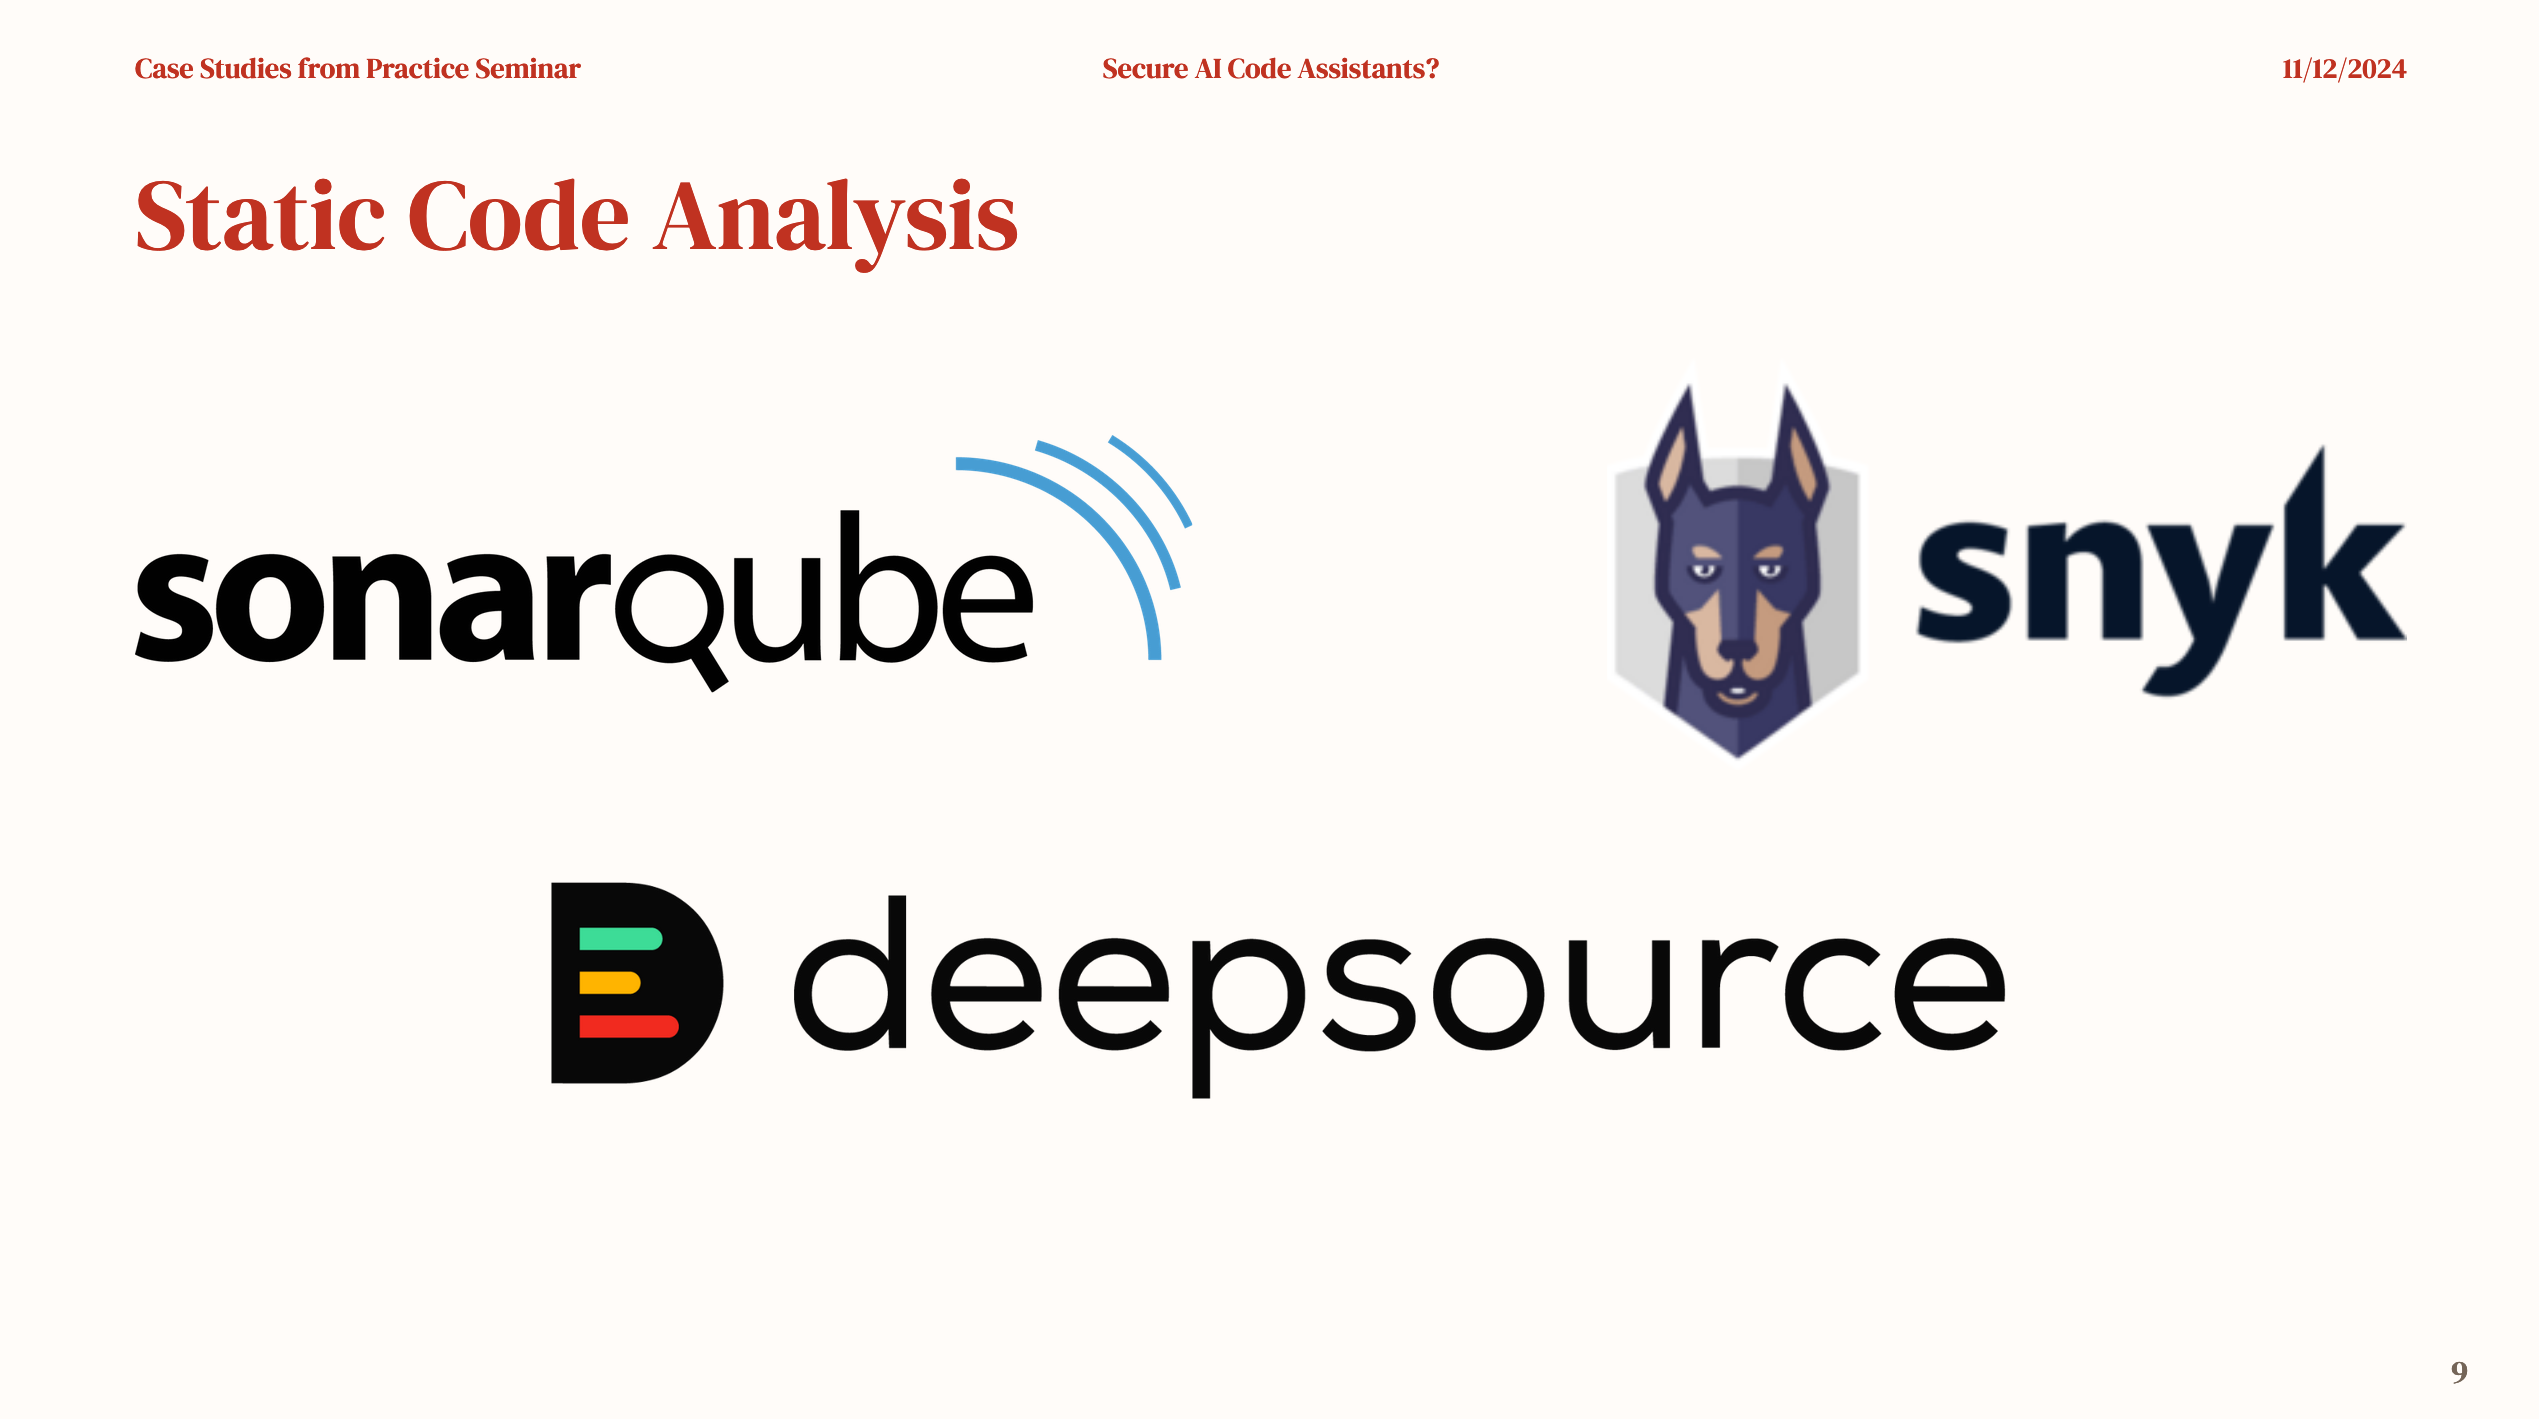 Case Studies from Practice Seminar
Secure AI Code Assistants?
11/12/2024
Static Code Analysis
sonarqube
snyk
deepsource
9